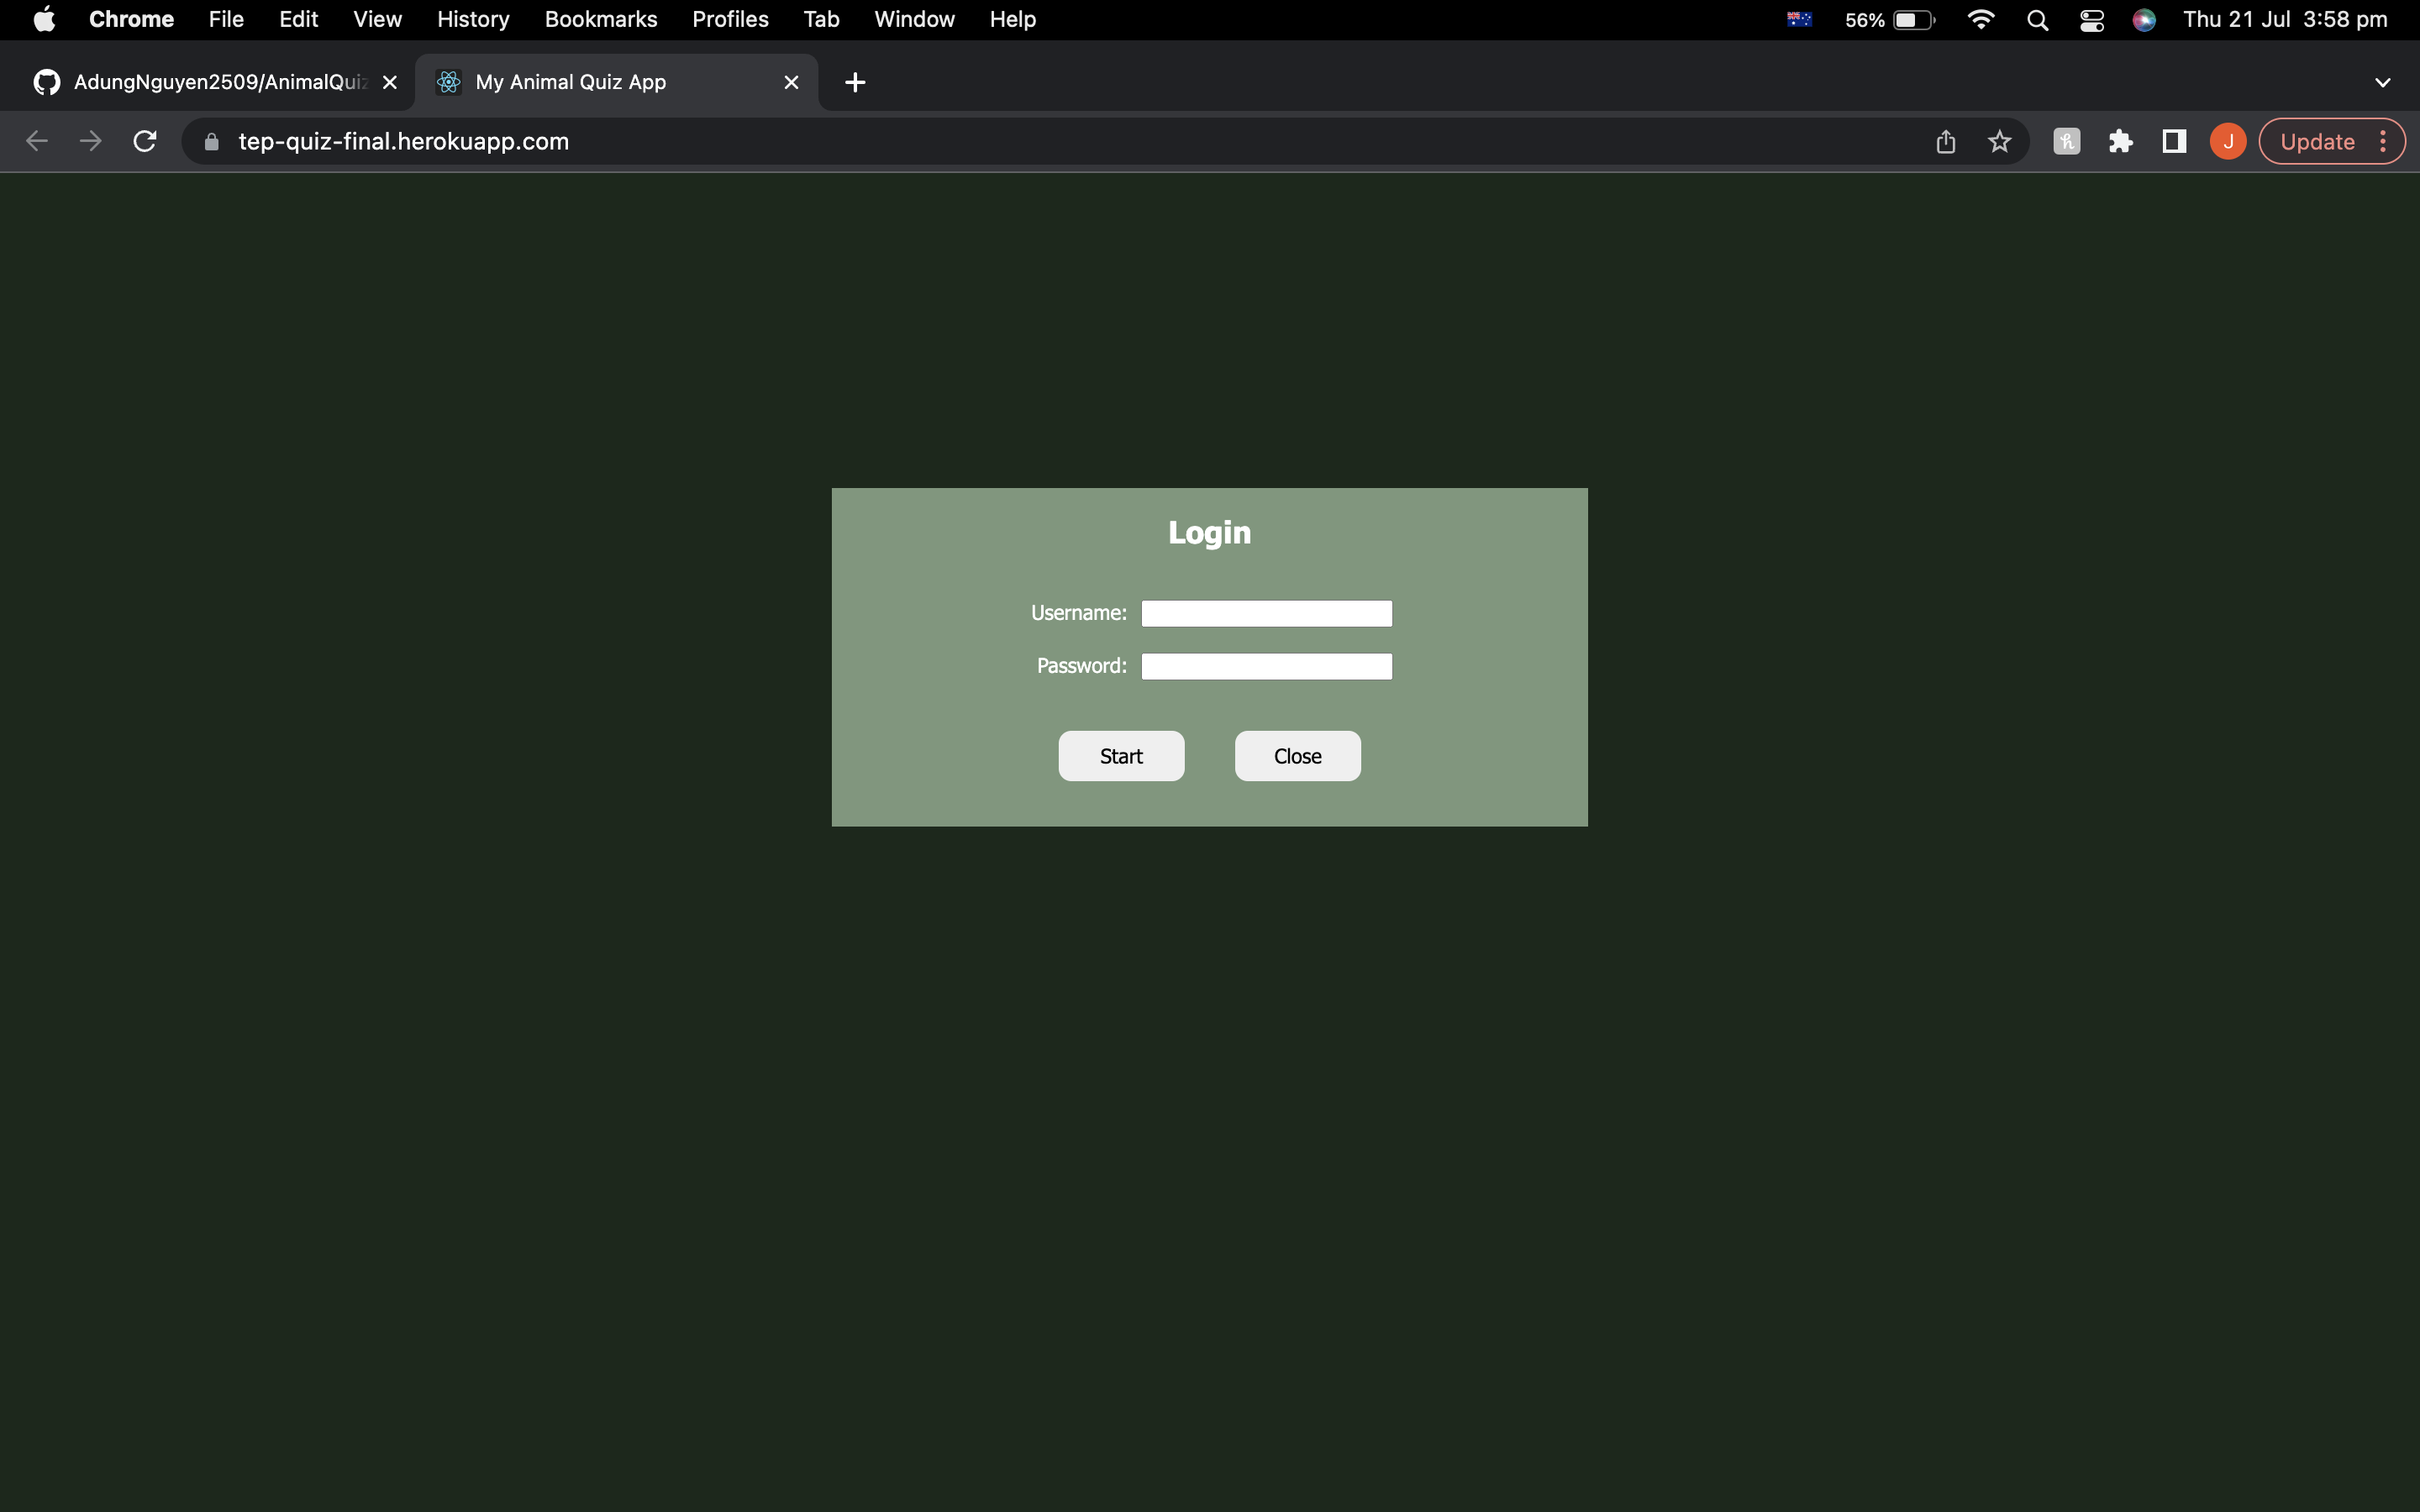 Chrome File Edit View History Bookmarks Profiles Tab Window Help 56% Thu 21 Jul 3:58 pm
AdungNguyen2509/AnimalQuiz My Animal Quiz App
tep-quiz-final.herokuapp.com J Update
Login
Username:
Password:
Start Close